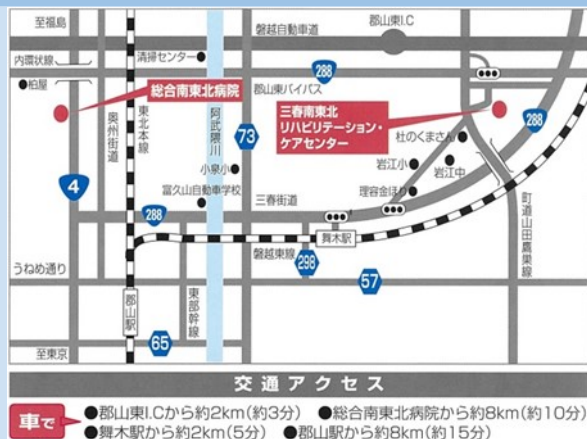 至福島
磐越自動車道
郡山東I.C
内環状線
清掃センター
288
柏屋
総合南東北病院
郡山東バイパス
三春南東北
リハビリテーション・
ケアセンター
288
奥州街道
東北本線
阿武隈川
73
杜のくまさん
岩江小
岩江中
小泉小
理容金ほり
4
富久山自動車学校
三春街道
288
舞木駅
町道山田鷹巣線
磐越東線
298
うねめ通り
57
郡山駅
東部幹線
65
至東京
交通アクセス
車で
●郡山東I.Cから約2km(約3分) ●総合南東北病院から約8km(約10分)
●舞木駅から約2km(5分) ●郡山駅から約8km(約15分)